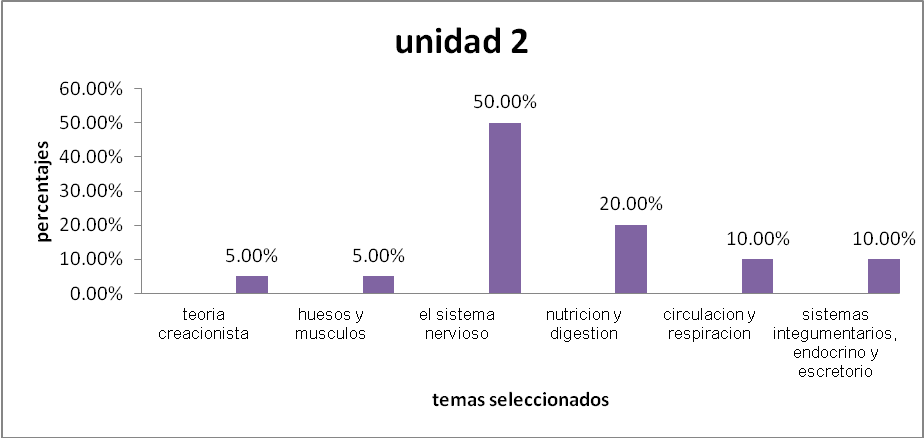 unidad 2
percentajes
60.00%
50.00%
40.00%
30.00%
20.00%
10.00%
0.00%
5.00%
5.00%
50.00%
20.00%
10.00%
10.00%
teoria
creacionista
huesos y
musculos
el sistema
nervioso
nutricion y
digestion
circulacion y
respiracion
sistemas
integumentarios,
endocrino y
escretorio
temas seleccionados